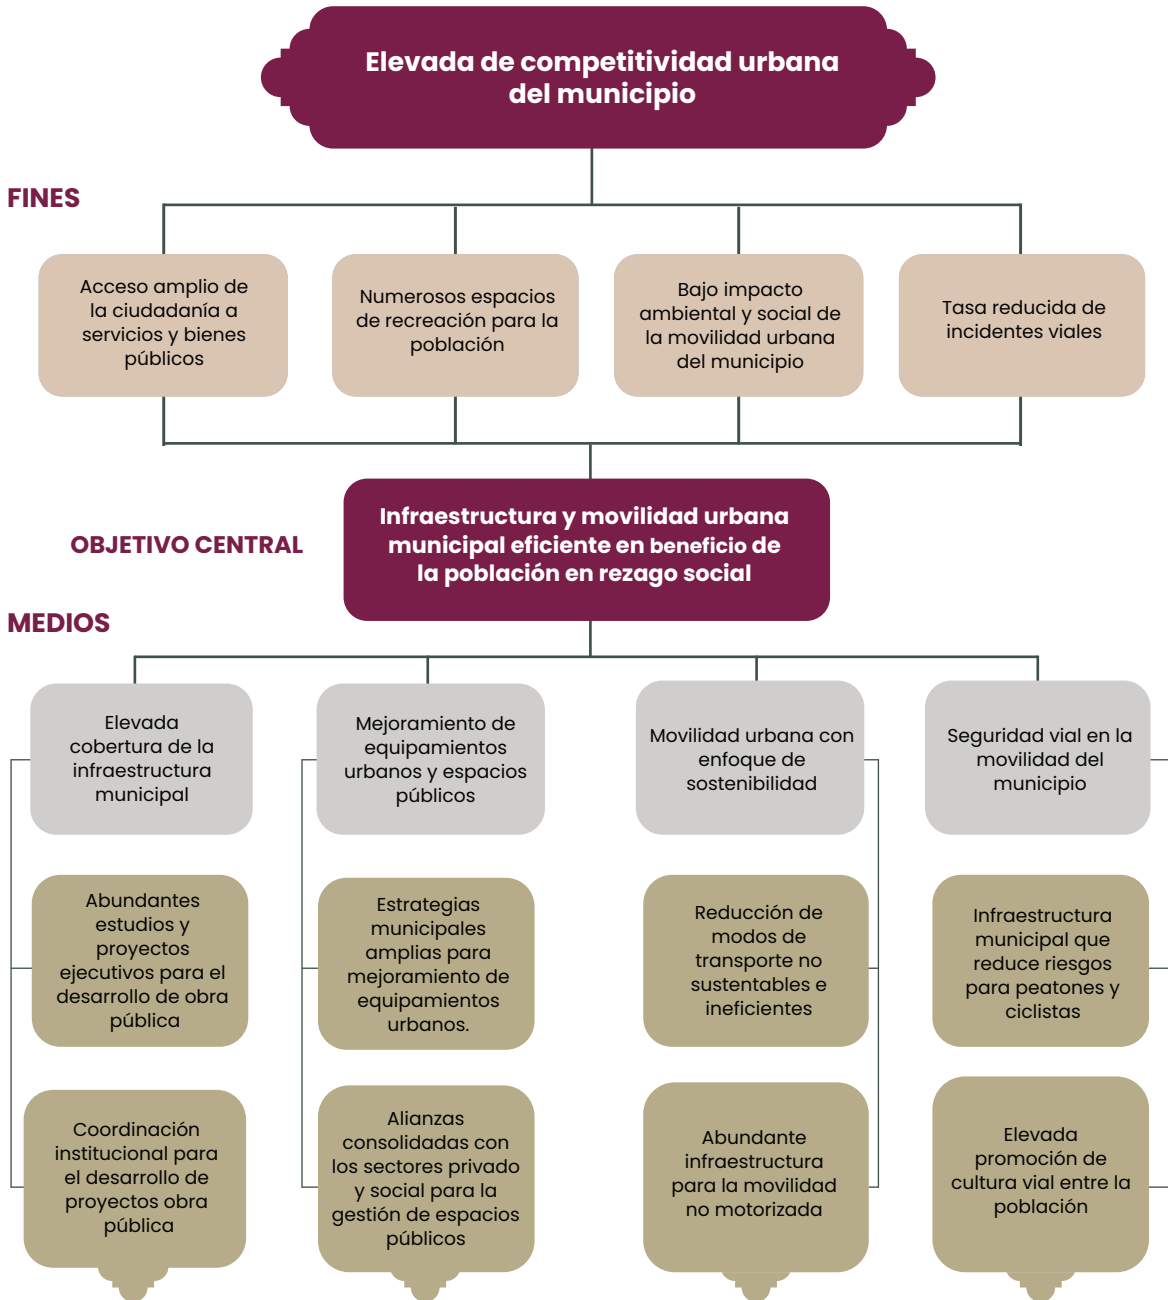 Elevada de competitividad urbana
del municipio
FINES
Acceso amplio de
la ciudadanía a
servicios y bienes
públicos
Numerosos espacios
de recreación para la
población
Bajo impacto
ambiental y social de
la movilidad urbana
del municipio
Tasa reducida de
incidentes viales
OBJETIVO CENTRAL
Infraestructura y movilidad urbana
municipal eficiente en beneficio de
la población en rezago social
MEDIOS
Elevada
cobertura de la
infraestructura
municipal
Mejoramiento de
equipamientos
urbanos y espacios
públicos
Movilidad urbana con
enfoque de
sostenibilidad
Seguridad vial en la
movilidad del
municipio
Abundantes
estudios y
proyectos
ejecutivos para el
desarrollo de obra
pública
Estrategias
municipales
amplias para
mejoramiento de
equipamientos
urbanos.
Reducción de
modos de
transporte no
sustentables e
ineficientes
Infraestructura
municipal que
reduce riesgos
para peatones y
ciclistas
Coordinación
institucional para
el desarrollo de
proyectos obra
pública
Alianzas
consolidadas con
los sectores privado
y social para la
gestión de espacios
públicos
Abundante
infraestructura
para la movilidad
no motorizada
Elevada
promoción de
cultura vial entre la
población